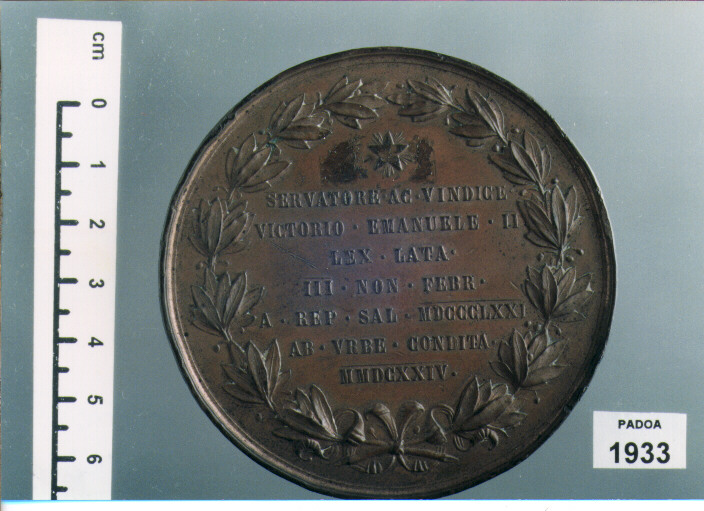 cm
0
1
2
3
4
5
6
SERVATORE·AC·VINDICE
VICTORIO · EMANUELE · II
LEX · LATA·
III · NON · FEBR·
A · REP · SAL · MDCCCLXXI
AB · VRBE · CONDITA·
MMDCXXIV·
PADOA
1933